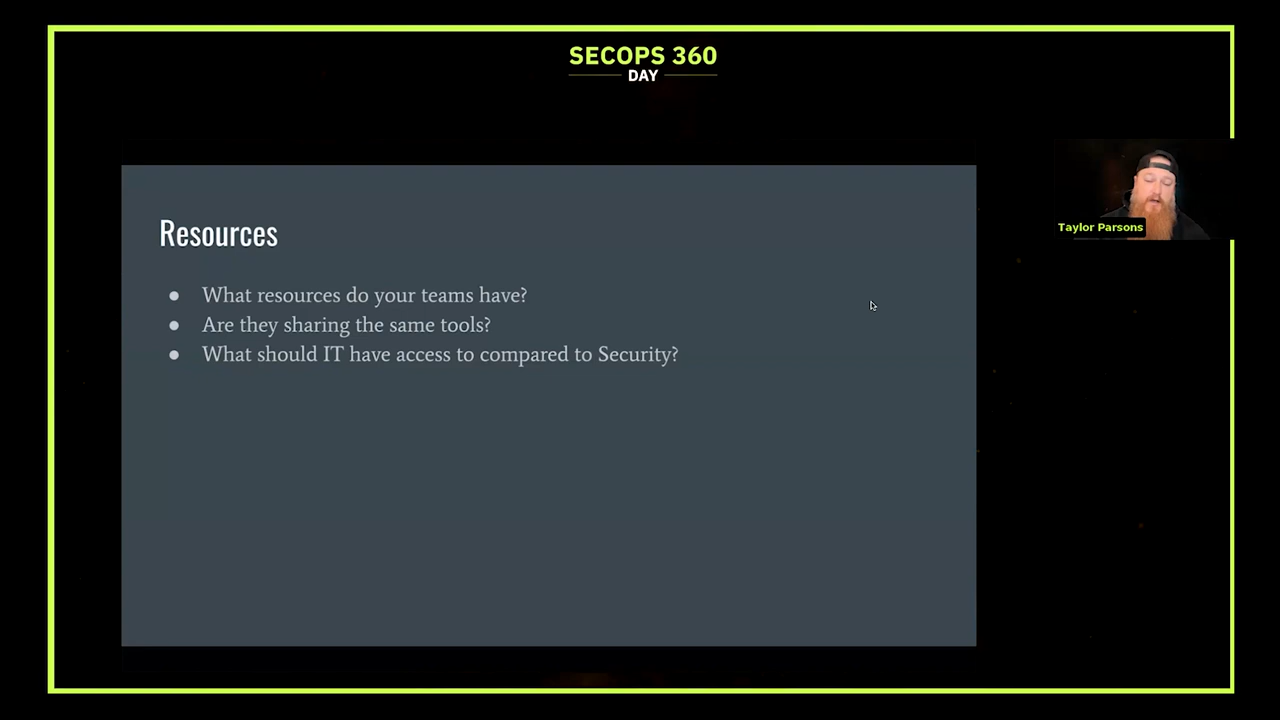 SECOPS 360
DAY
Resources
● What resources do your teams have?
● Are they sharing the same tools?
● What should IT have access to compared to Security?
Taylor Parsons